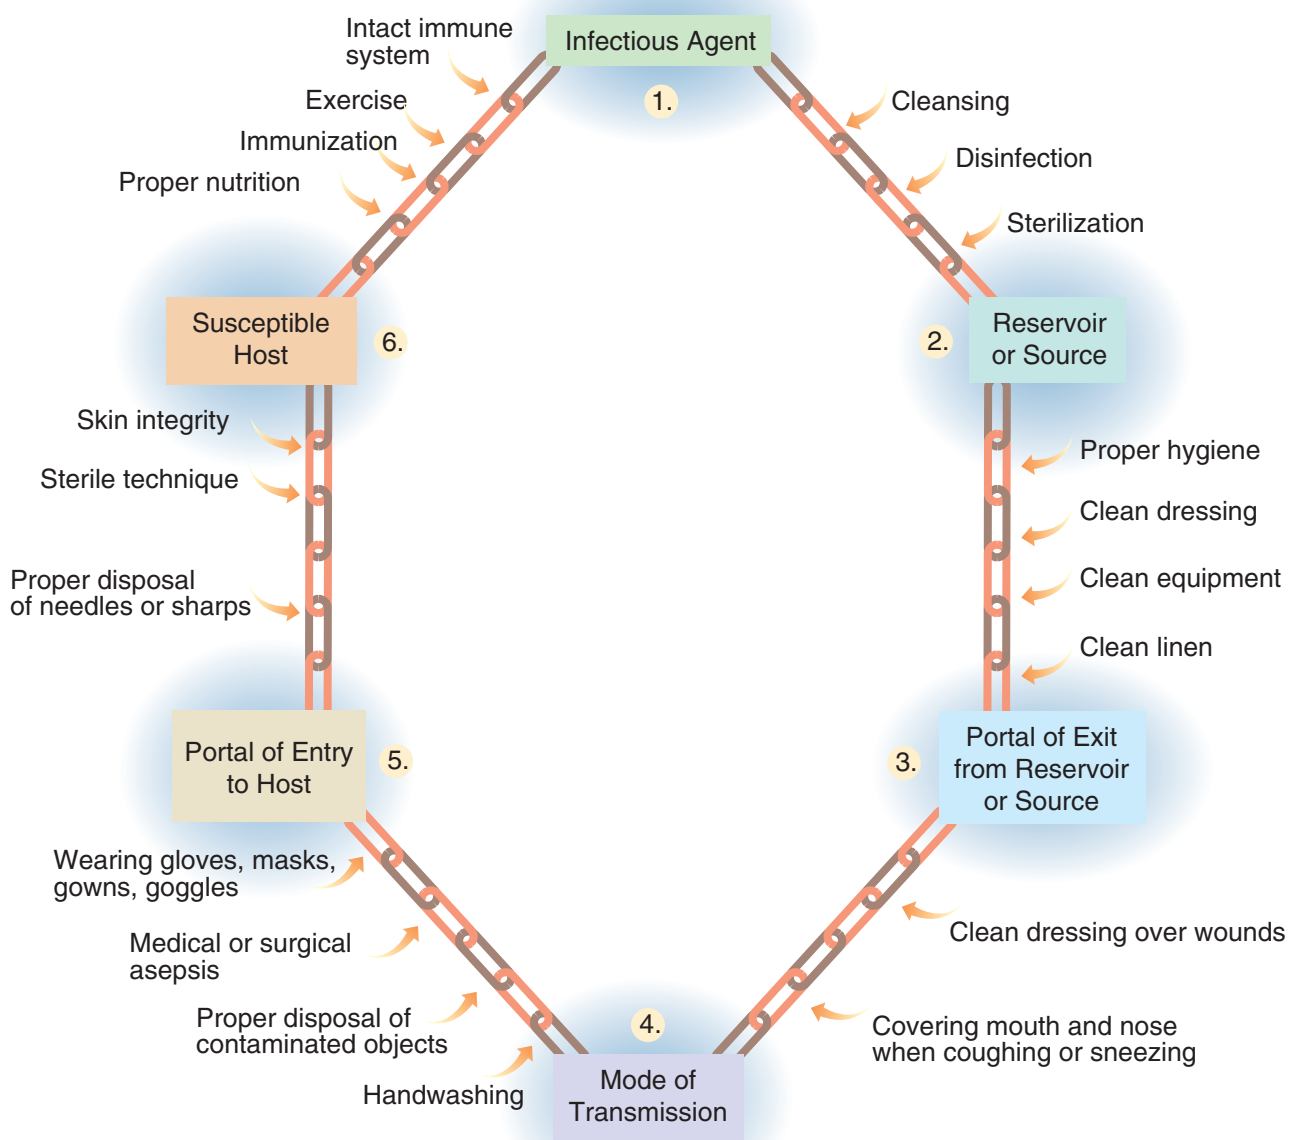 Infectious Agent
1.
Cleansing
Disinfection
Sterilization
Reservoir
or Source
2.
Proper hygiene
Clean dressing
Clean equipment
Clean linen
Portal of Exit
from Reservoir
or Source
3.
Clean dressing over wounds
Covering mouth and nose
when coughing or sneezing
4.
Mode of
Transmission
Handwashing
Proper disposal of
contaminated objects
Medical or surgical
asepsis
Wearing gloves, masks,
gowns, goggles
Portal of Entry
to Host
5.
Proper disposal
of needles or sharps
Sterile technique
Skin integrity
Susceptible
Host
6.
Proper nutrition
Immunization
Exercise
Intact immune
system